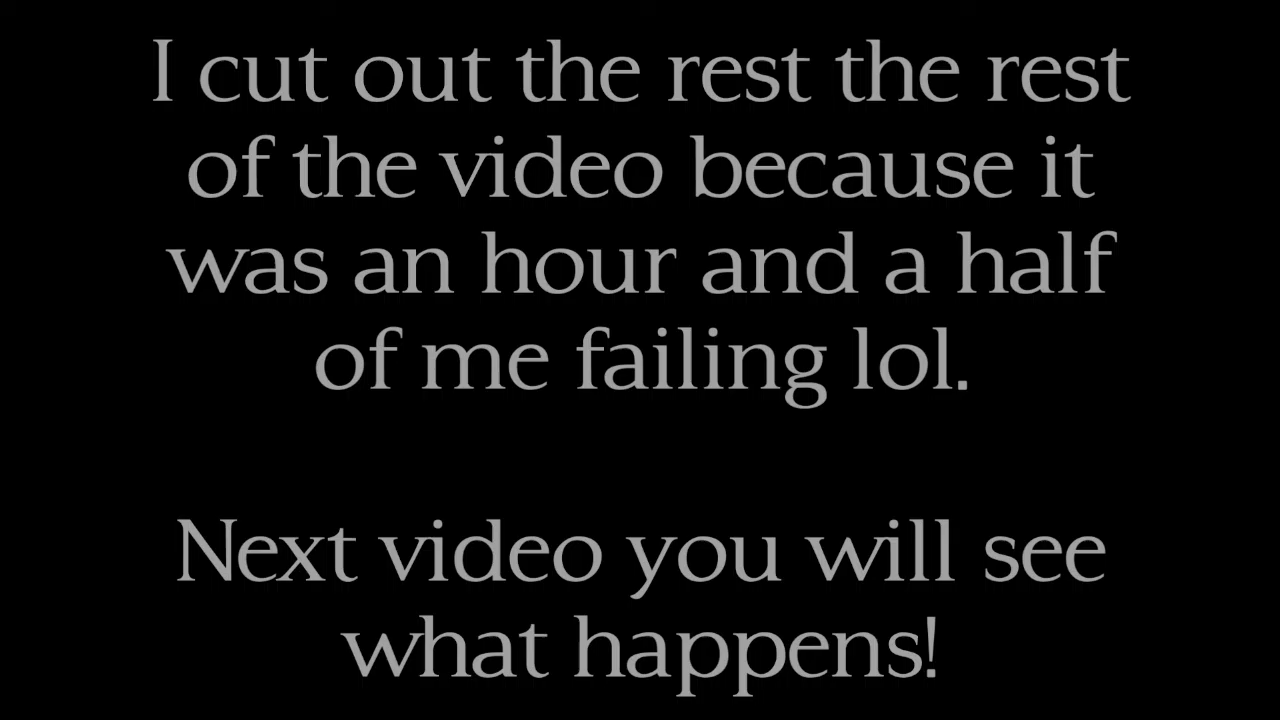 I cut out the rest the rest
of the video because it
was an hour and a half
of me failing lol.
Next video you will see
what happens!